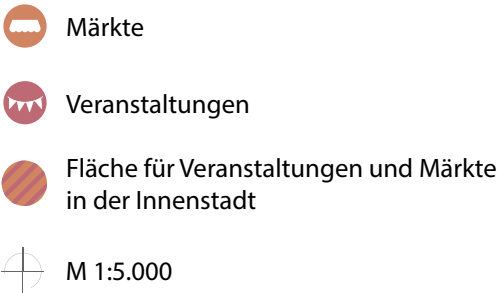 Märkte
Veranstaltungen
Fläche für Veranstaltungen und Märkte
in der Innenstadt
M 1:5.000